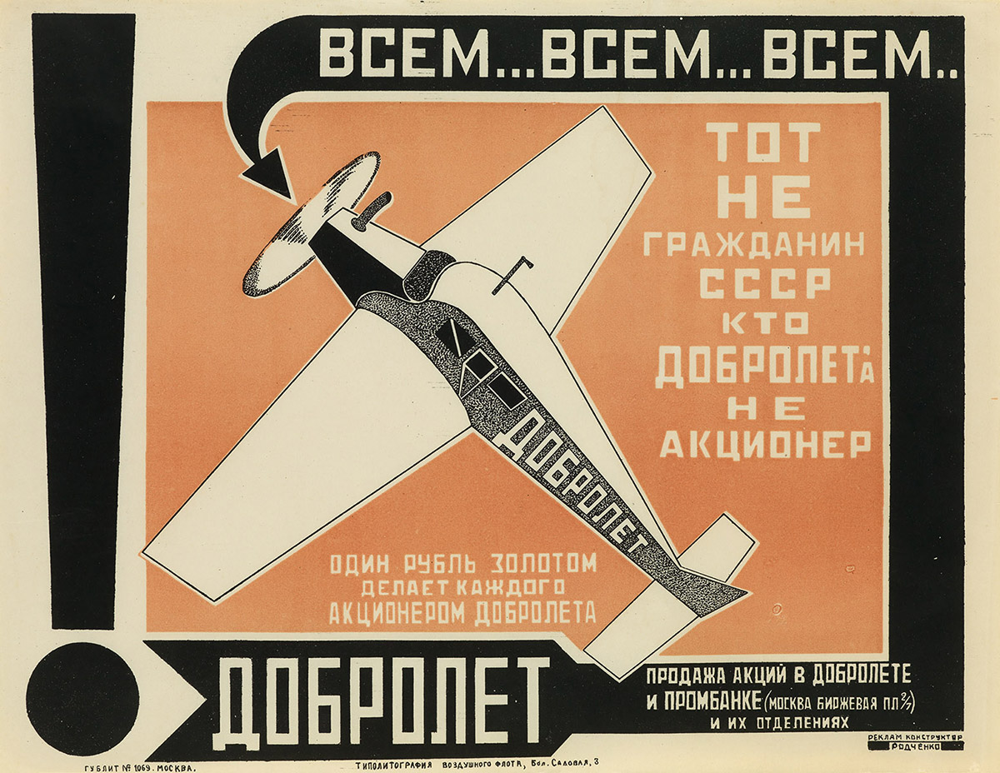 ВСЕМ...ВСЕМ...ВСЕМ..
ТОТ
НЕ
ГРАЖДАНИН
СССР
КТО
ДОБРОЛЕТ'А
НЕ
АКЦИОНЕР
ДОБРОЛЕТ
ОДИН РУБЛЬ ЗОЛОТОМ
ДЕЛАЕТ КАЖДОГО
АКЦИОНЕРОМ ДОБРОЛЕТА
ДОБРОЛЕТ
ПРОДАЖА АКЦИЙ В ДОБРОЛЕТЕ
И ПРОМБАНКЕ (МОСКВА БИРЖЕВАЯ ПЛ 2/7)
И ИХ ОТДЕЛЕНИЯХ
РЕКЛАМ КОНСТРУКТОР
РОДЧЕНКО
ГУБЛИТ № 1069. МОСКВА.
ТИПОЛИТОГРАФИЯ ВОЗДУШНОГО ФЛОТА, Бол. Садовая, 3